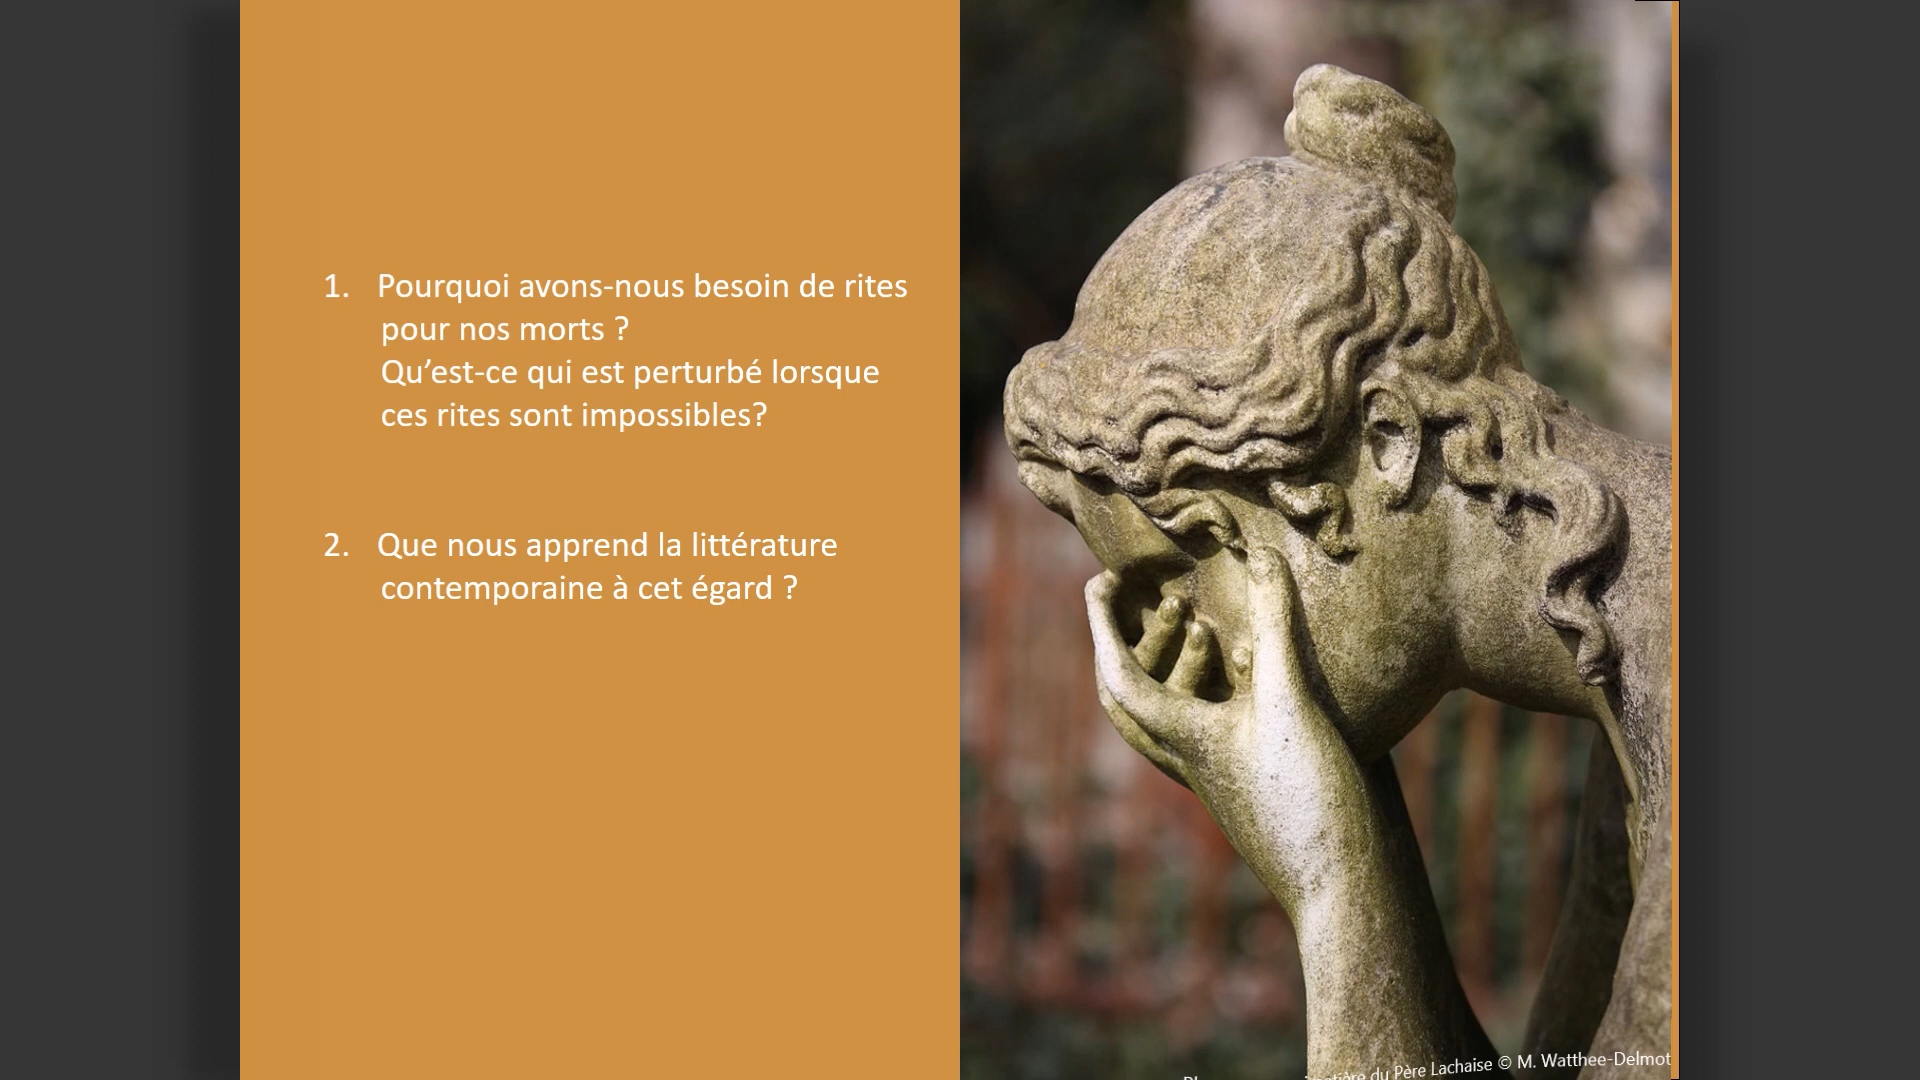 1. Pourquoi avons-nous besoin de rites
pour nos morts ?
Qu’est-ce qui est perturbé lorsque
ces rites sont impossibles?
2. Que nous apprend la littérature
contemporaine à cet égard ?
du Père Lachaise © M. Watthee-Delmot